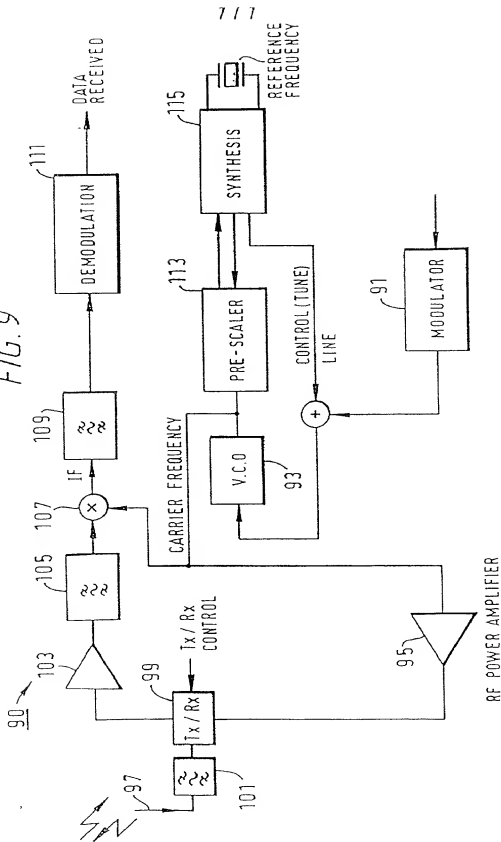 7/7
FIG. 9
90
97
101
99
Tx / Rx
Tx / Rx
CONTROL
103
105
107
IF
109
DEMODULATION
111
DATA
RECEIVED
CARRIER FREQUENCY
V.C.O
93
PRE-SCALER
113
SYNTHESIS
115
REFERENCE
FREQUENCY
CONTROL (TUNE)
LINE
+
MODULATOR
91
95
RF POWER AMPLIFIER